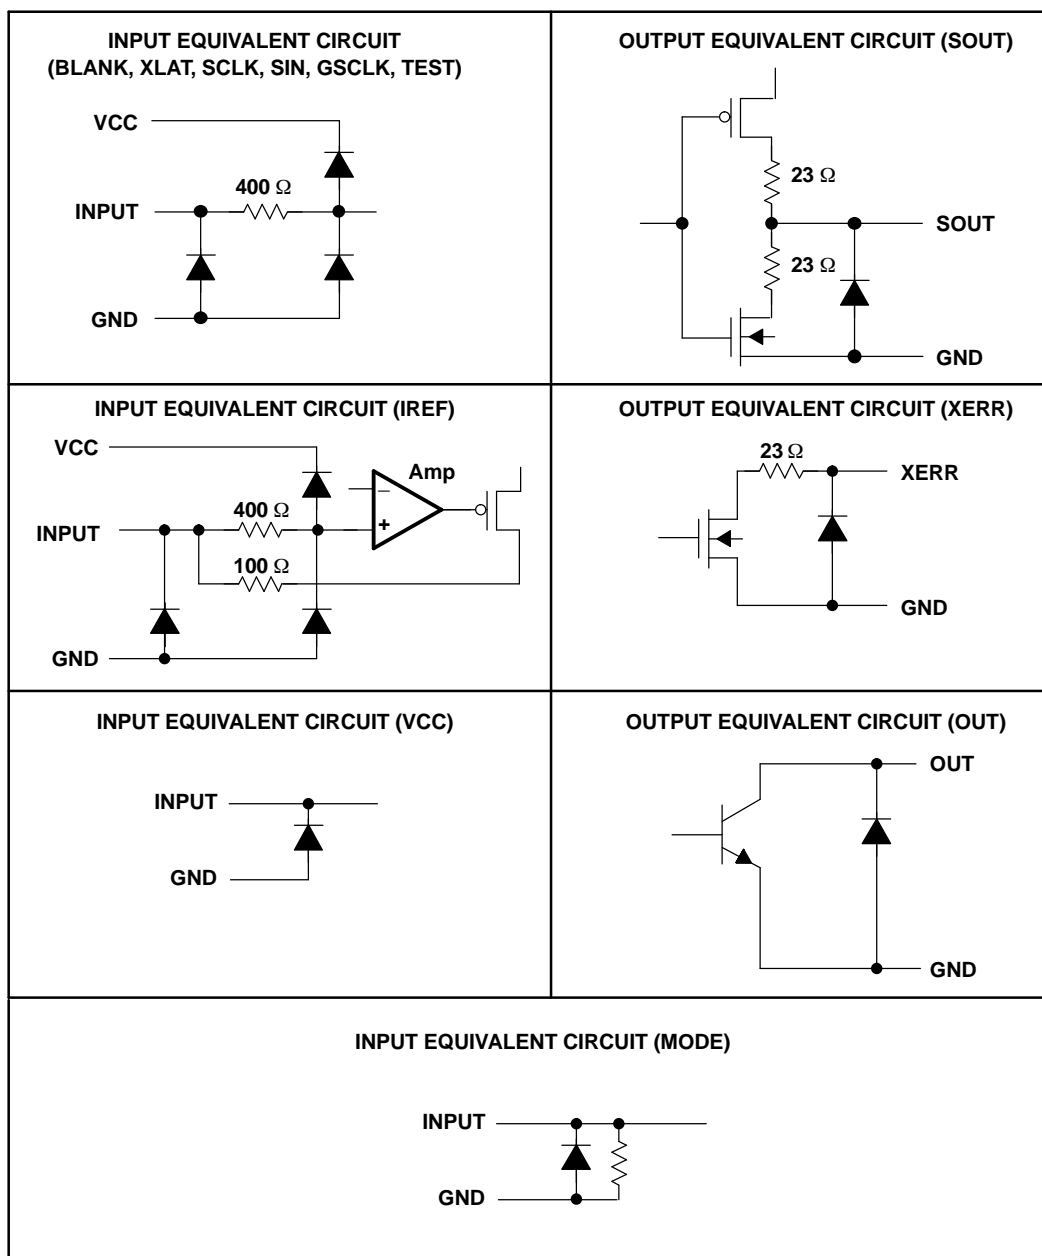 INPUT EQUIVALENT CIRCUIT
(BLANK, XLAT, SCLK, SIN, GSCLK, TEST)
VCC
400 Ω
INPUT
GND
OUTPUT EQUIVALENT CIRCUIT (SOUT)
23 Ω
SOUT
23 Ω
GND
INPUT EQUIVALENT CIRCUIT (IREF)
VCC
Amp
_
400 Ω
INPUT
+
100 Ω
GND
OUTPUT EQUIVALENT CIRCUIT (XERR)
23 Ω
XERR
GND
INPUT EQUIVALENT CIRCUIT (VCC)
INPUT
GND
OUTPUT EQUIVALENT CIRCUIT (OUT)
OUT
GND
INPUT EQUIVALENT CIRCUIT (MODE)
INPUT
GND